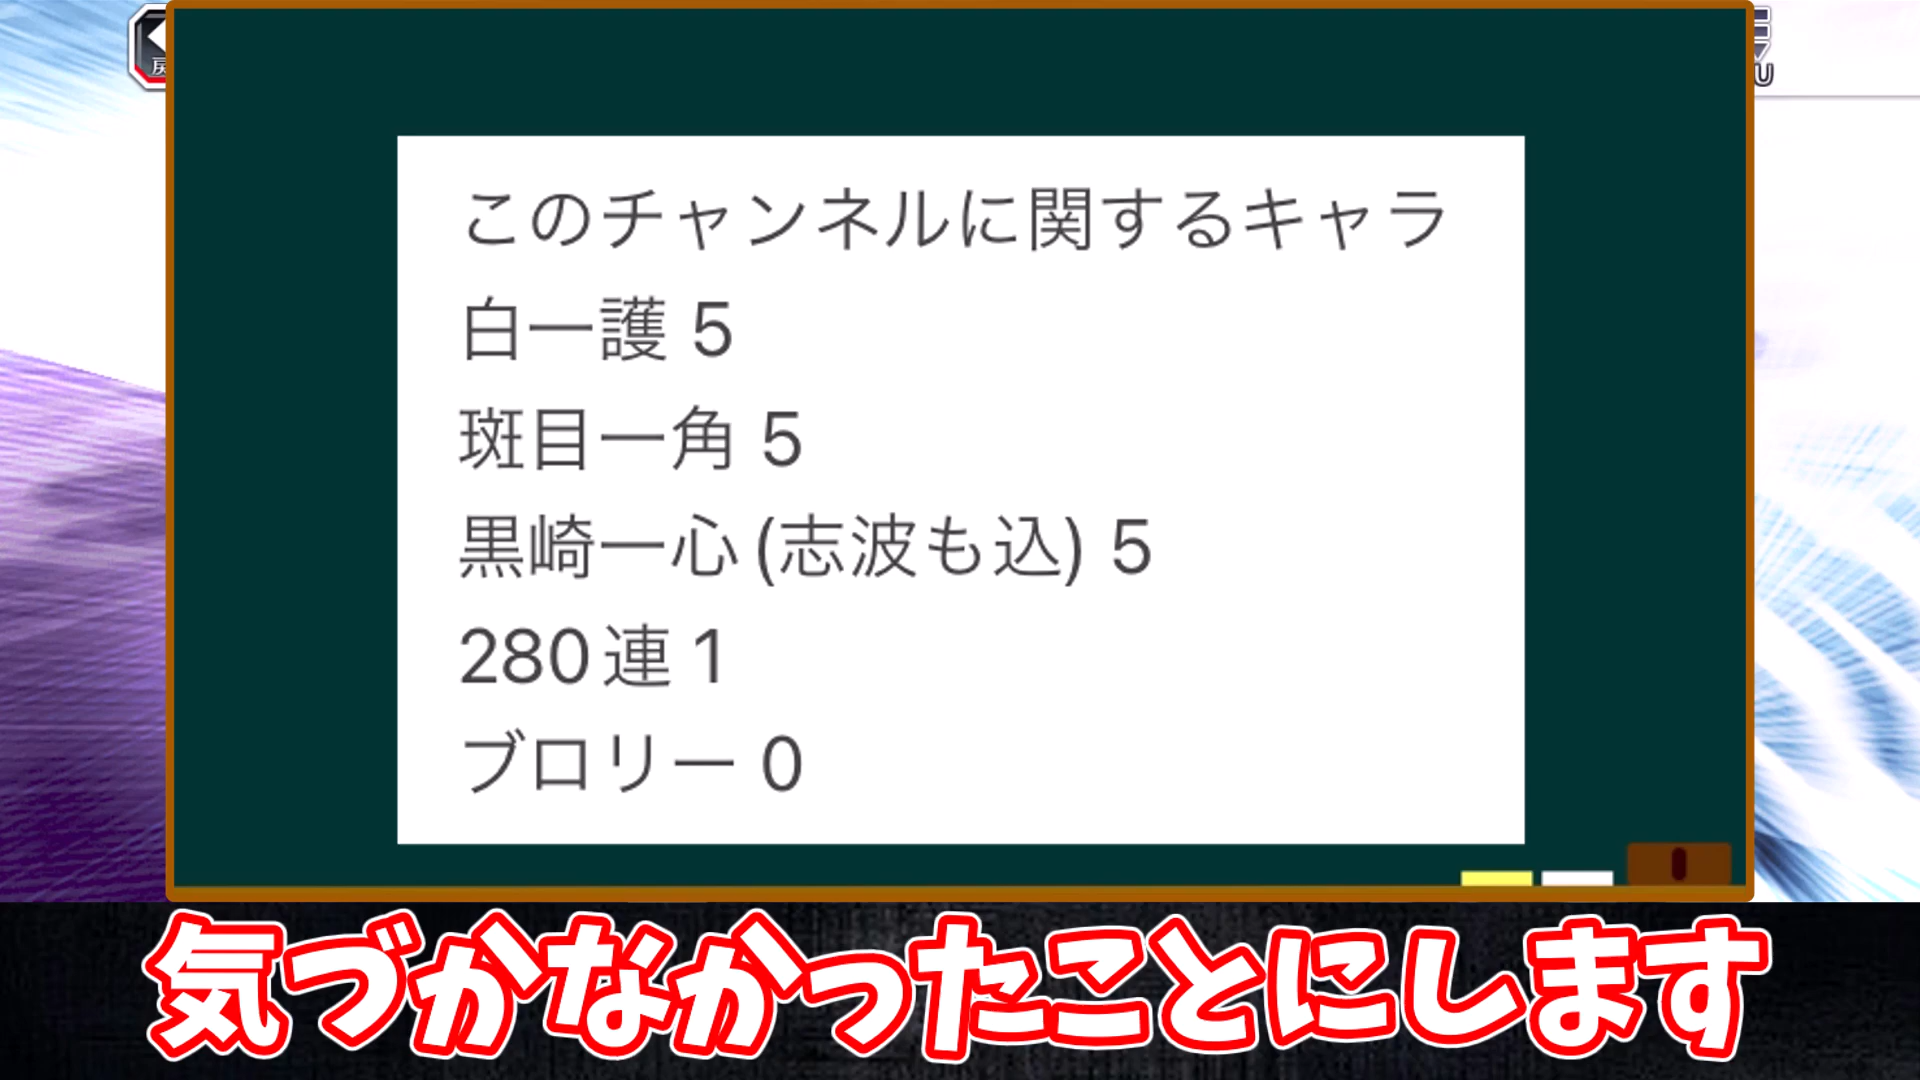 戻
U
このチャンネルに関するキャラ
白一護 5
斑目一角 5
黒崎一心(志波も込) 5
280連 1
ブロリー 0
気づかなかったことにします